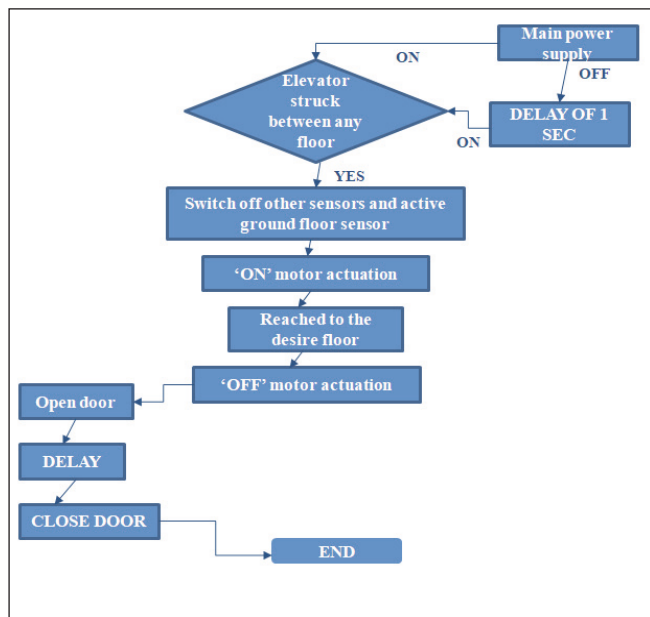 Main power
supply
ON
OFF
Elevator
struck
between any
floor
DELAY OF 1
SEC
ON
YES
Switch off other sensors and active
ground floor sensor
‘ON’ motor actuation
Reached to the
desire floor
‘OFF’ motor actuation
Open door
DELAY
CLOSE DOOR
END